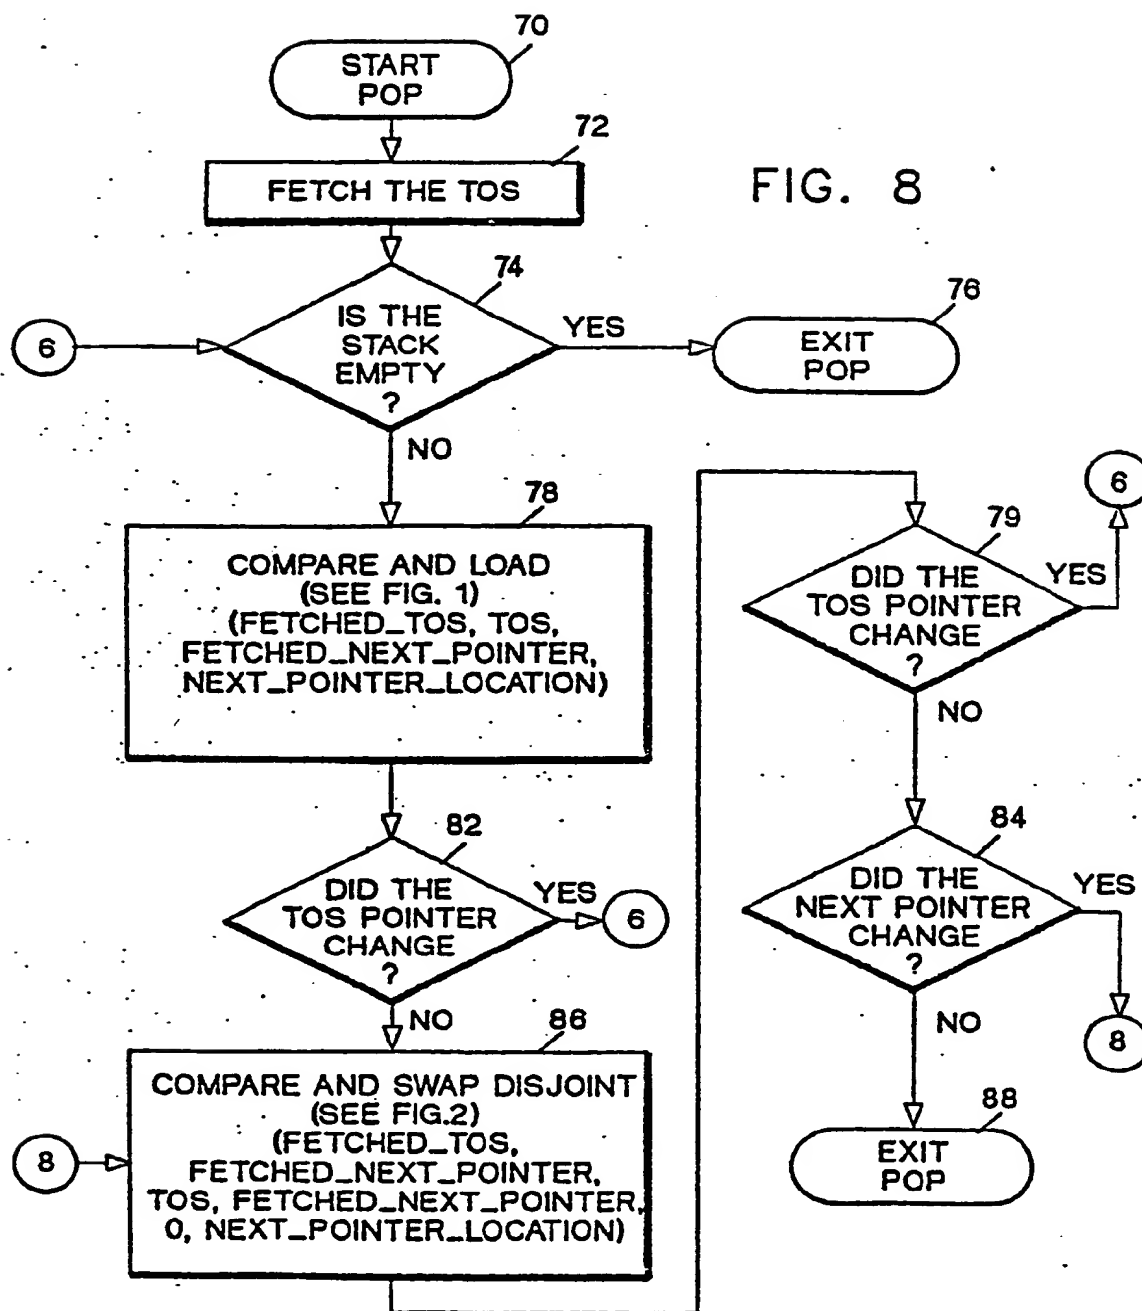 70
START
POP
72
FETCH THE TOS
FIG. 8
74
IS THE
STACK
EMPTY
?
6
YES
76
EXIT
POP
NO
78
COMPARE AND LOAD
(SEE FIG. 1)
(FETCHED_TOS, TOS,
FETCHED_NEXT_POINTER,
NEXT_POINTER_LOCATION)
82
DID THE
TOS POINTER
CHANGE
?
YES
6
NO
86
8
COMPARE AND SWAP DISJOINT
(SEE FIG.2)
(FETCHED_TOS,
FETCHED_NEXT_POINTER,
TOS, FETCHED_NEXT_POINTER,
0, NEXT_POINTER_LOCATION)
6
79
DID THE
TOS POINTER
CHANGE
?
YES
NO
84
DID THE
NEXT POINTER
CHANGE
?
YES
8
NO
88
EXIT
POP